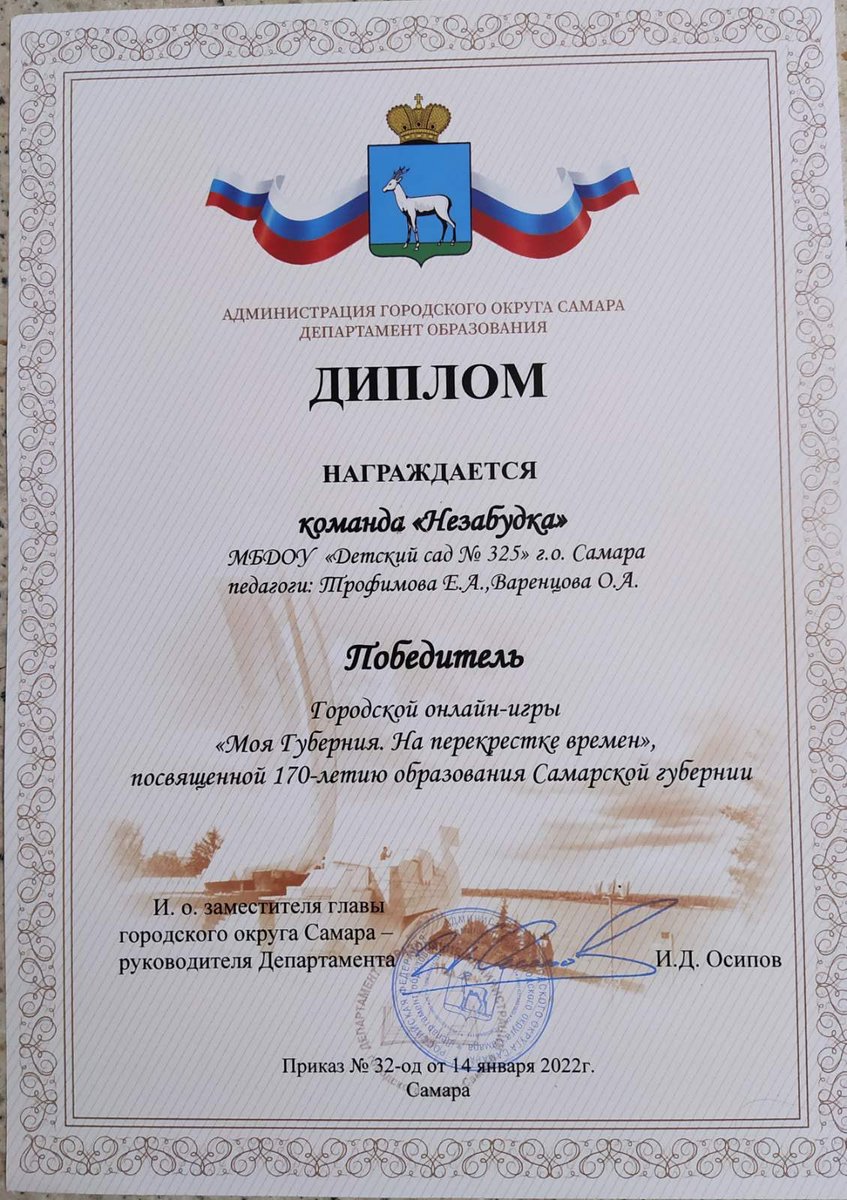 АДМИНИСТРАЦИЯ ГОРОДСКОГО ОКРУГА САМАРА
ДЕПАРТАМЕНТ ОБРАЗОВАНИЯ
ДИПЛОМ
НАГРАЖДАЕТСЯ
команда «Незабудка»
МБДОУ «Детский сад № 325» г.о. Самара
педагоги: Трофимова Е.А.,Варенцова О.А.
Победитель
Городской онлайн-игры
«Моя Губерния. На перекрестке времен»,
посвященной 170-летию образования Самарской губернии
И. о. заместителя главы
городского округа Самара –
руководителя Департамента
И.Д. Осипов
Приказ № 32-од от 14 января 2022г.
Самара